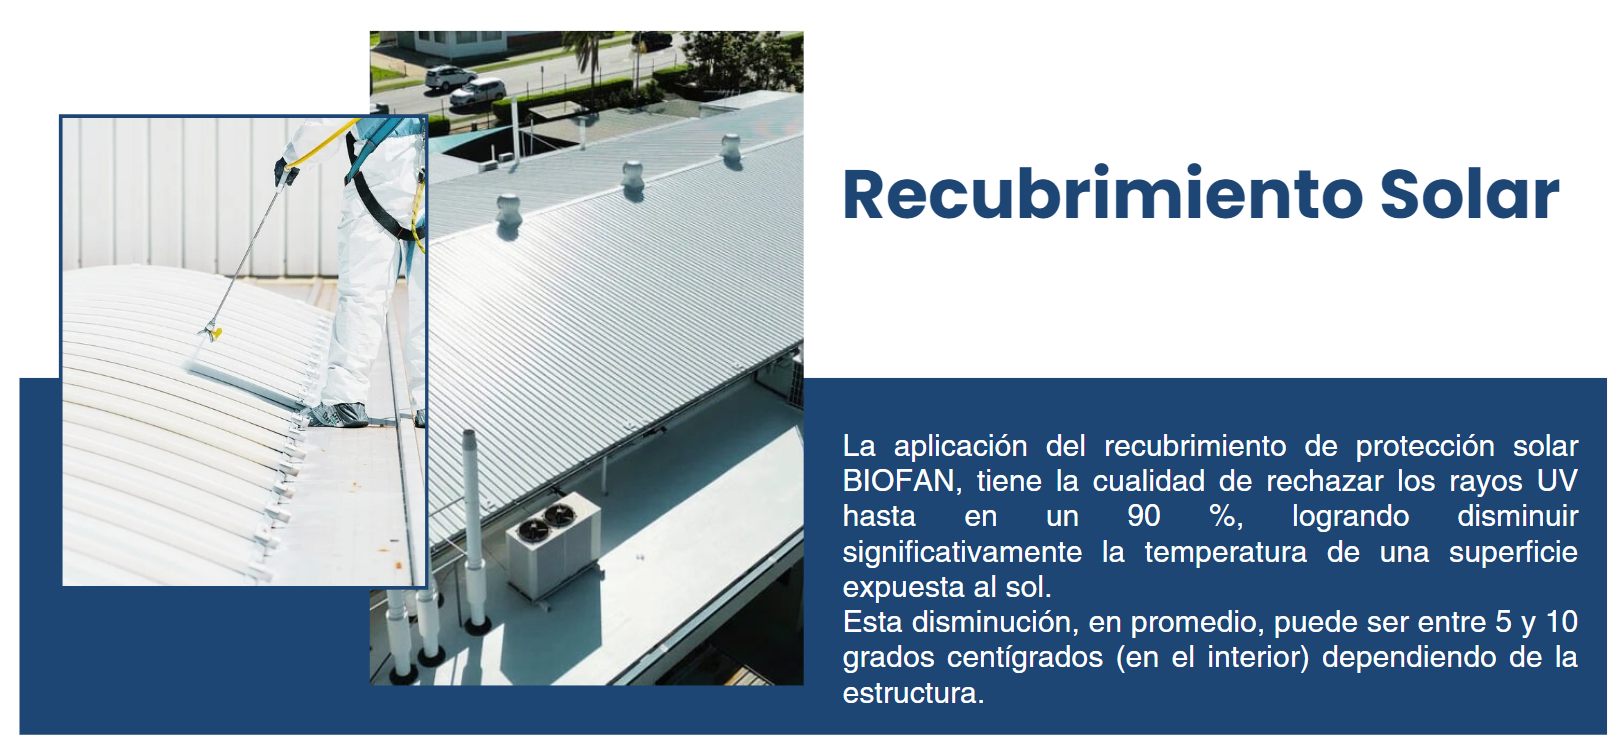 Recubrimiento Solar
La aplicación del recubrimiento de protección solar
BIOFAN, tiene la cualidad de rechazar los rayos UV
hasta en un 90 %, logrando disminuir
significativamente la temperatura de una superficie
expuesta al sol.
Esta disminución, en promedio, puede ser entre 5 y 10
grados centígrados (en el interior) dependiendo de la
estructura.